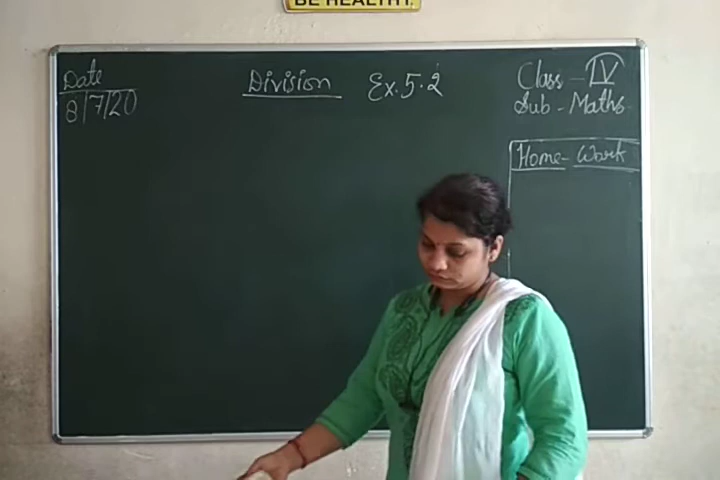 BE HEALTHY.
Date
8/7/20
Division Ex. 5.2
Class - IV
Sub - Maths
Home-Work